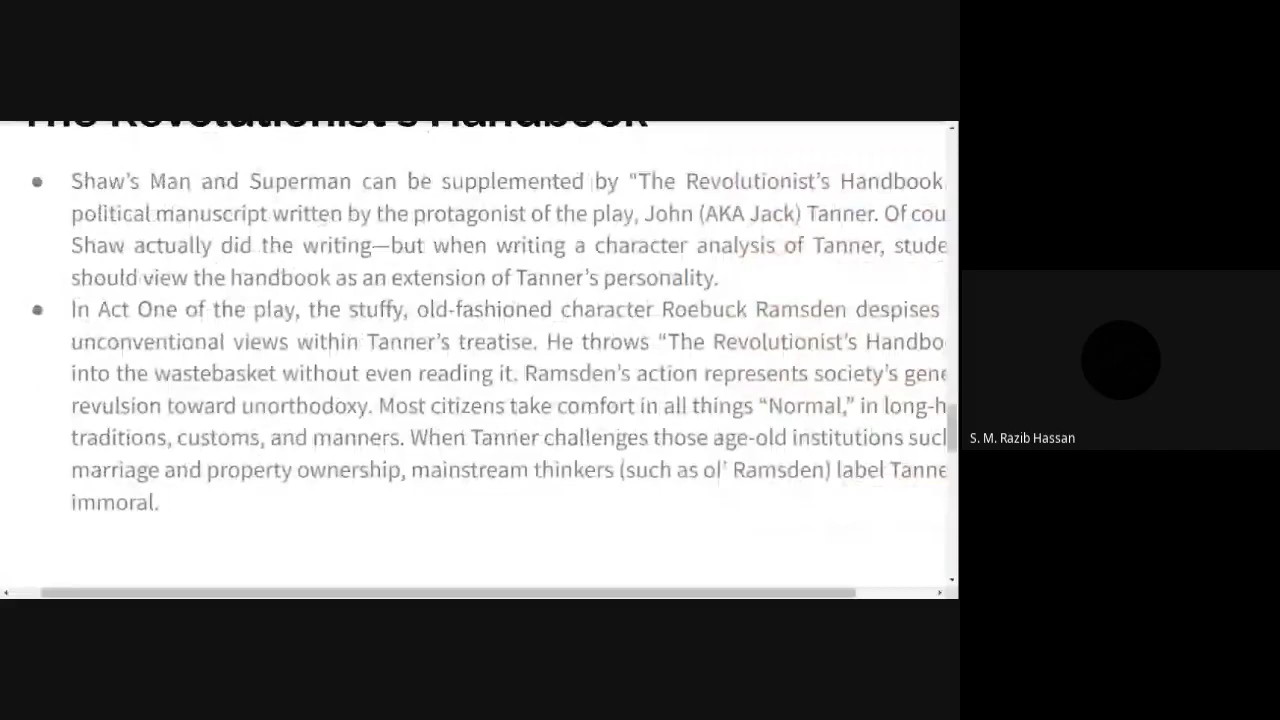 The Revolutionist's Handbook
Shaw's Man and Superman can be supplemented by "The Revolutionist's Handbook
political manuscript written by the protagonist of the play, John (AKA Jack) Tanner. Of cou
Shaw actually did the writing—but when writing a character analysis of Tanner, stude
should view the handbook as an extension of Tanner's personality.
In Act One of the play, the stuffy, old-fashioned character Roebuck Ramsden despises
unconventional views within Tanner's treatise. He throws "The Revolutionist's Handbo
into the wastebasket without even reading it. Ramsden's action represents society's gene
revulsion toward unorthodoxy. Most citizens take comfort in all things "Normal," in long-h
traditions, customs, and manners. When Tanner challenges those age-old institutions such
marriage and property ownership, mainstream thinkers (such as ol' Ramsden) label Tanne
immoral.
S. M. Razib Hassan